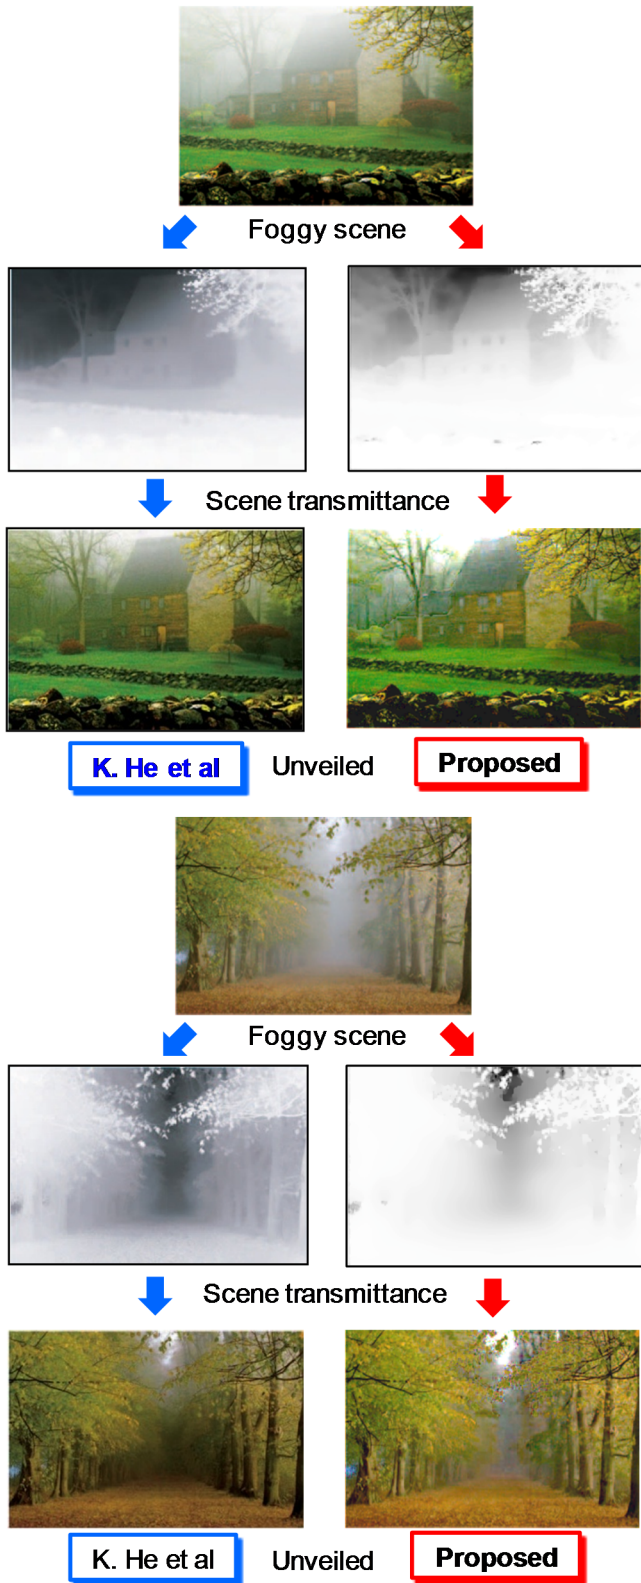 Foggy scene
Scene transmittance
K. He et al Unveiled Proposed
Foggy scene
Scene transmittance
K. He et al Unveiled Proposed